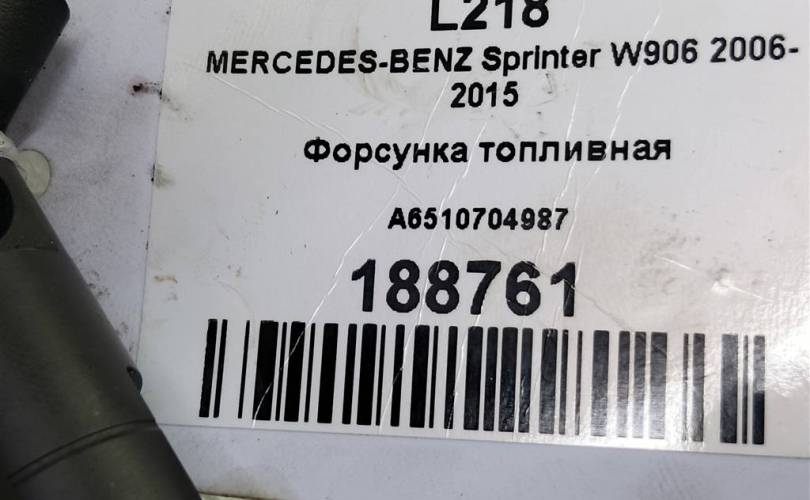 L218
MERCEDES-BENZ Sprinter W906 2006-
2015
Форсунка топливная
A6510704987
188761